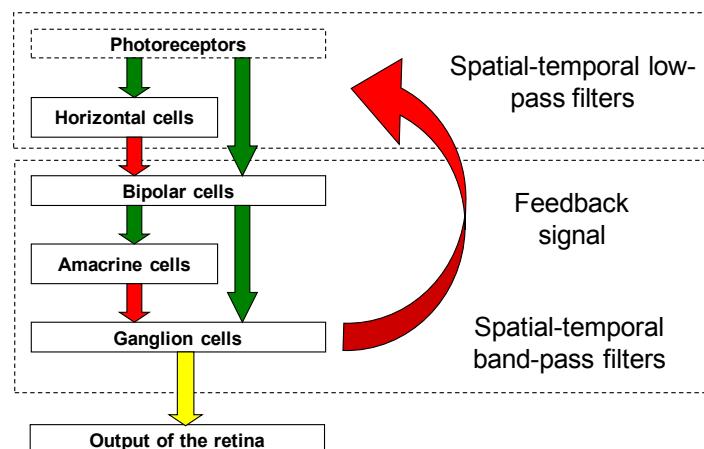 Photoreceptors
Spatial-temporal low-
pass filters
Horizontal cells
Bipolar cells
Feedback
signal
Amacrine cells
Spatial-temporal
band-pass filters
Ganglion cells
Output of the retina